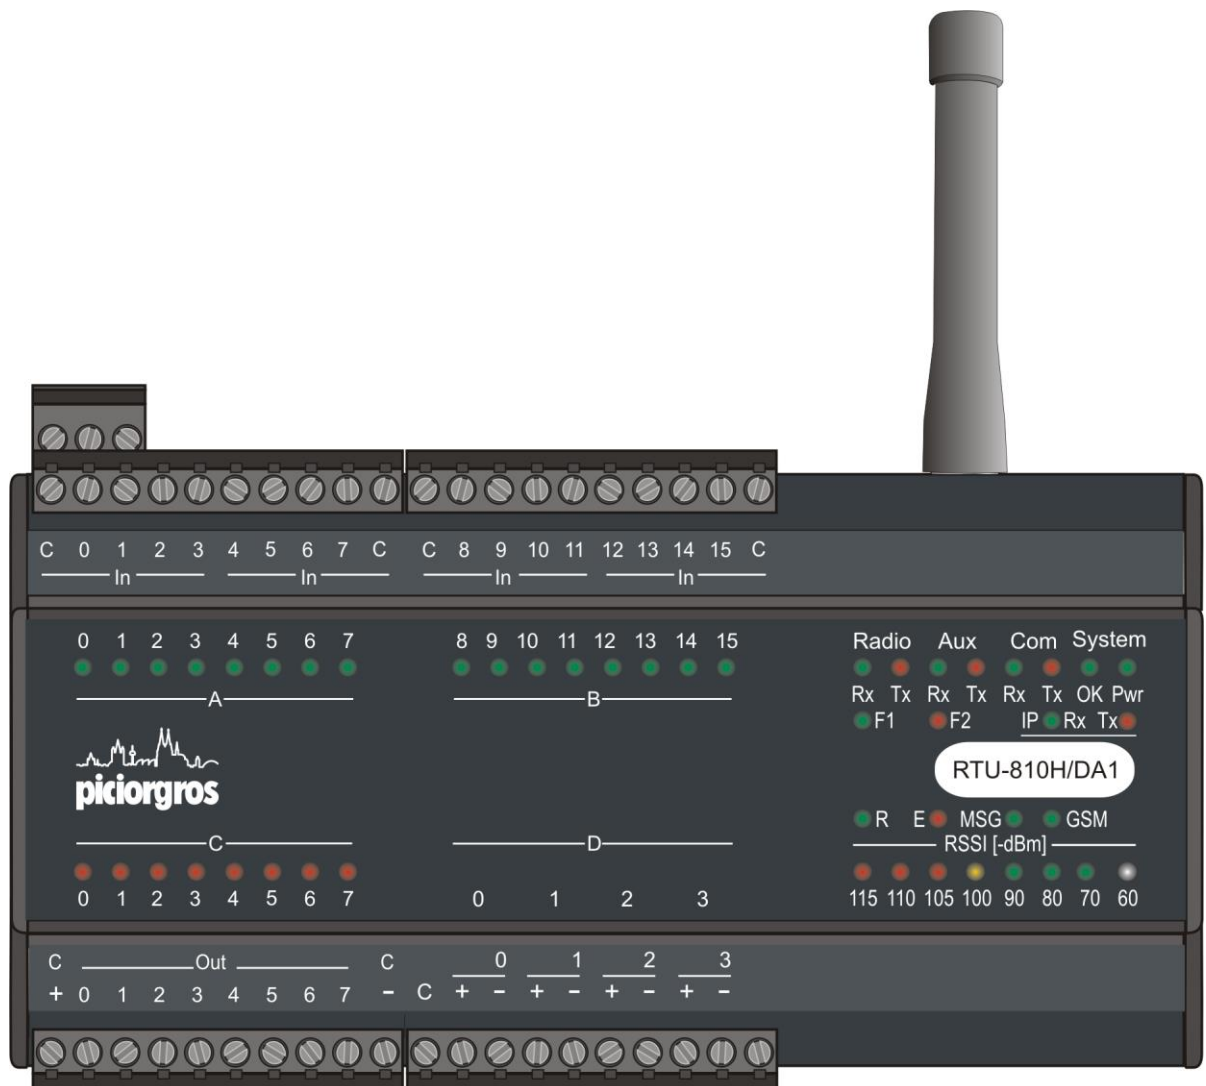 C 0 1 2 3 4 5 6 7 C C 8 9 10 11 12 13 14 15 C
In In In In
0 1 2 3 4 5 6 7 8 9 10 11 12 13 14 15 Radio Aux Com System
A B Rx Tx Rx Tx Rx Tx OK Pwr
F1 F2 IP Rx Tx
piciorgros RTU-810H/DA1
R E MSG GSM
C D RSSI [-dBm]
0 1 2 3 4 5 6 7 0 1 2 3 115 110 105 100 90 80 70 60
C Out C 0 1 2 3
+ 0 1 2 3 4 5 6 7 - C + - + - + - + -